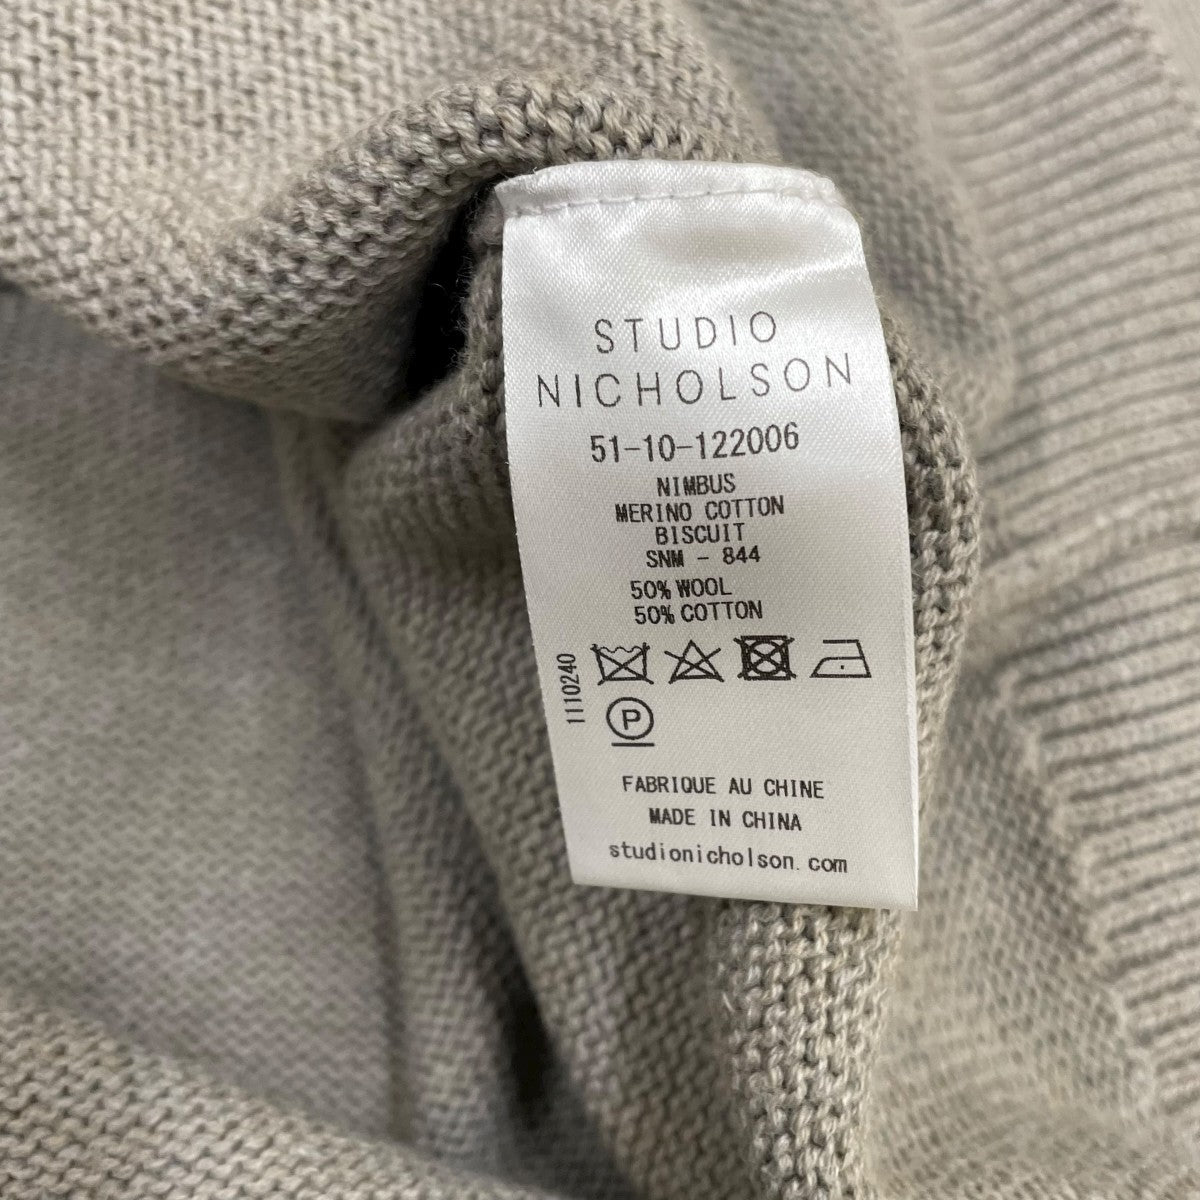 STUDIO
NICHOLSON
51-10-122006
NIMBUS
MERINO COTTON
BISCUIT
SNM - 844
50% WOOL
50% COTTON
1110240
P
FABRIQUE AU CHINE
MADE IN CHINA
studionicholson.com